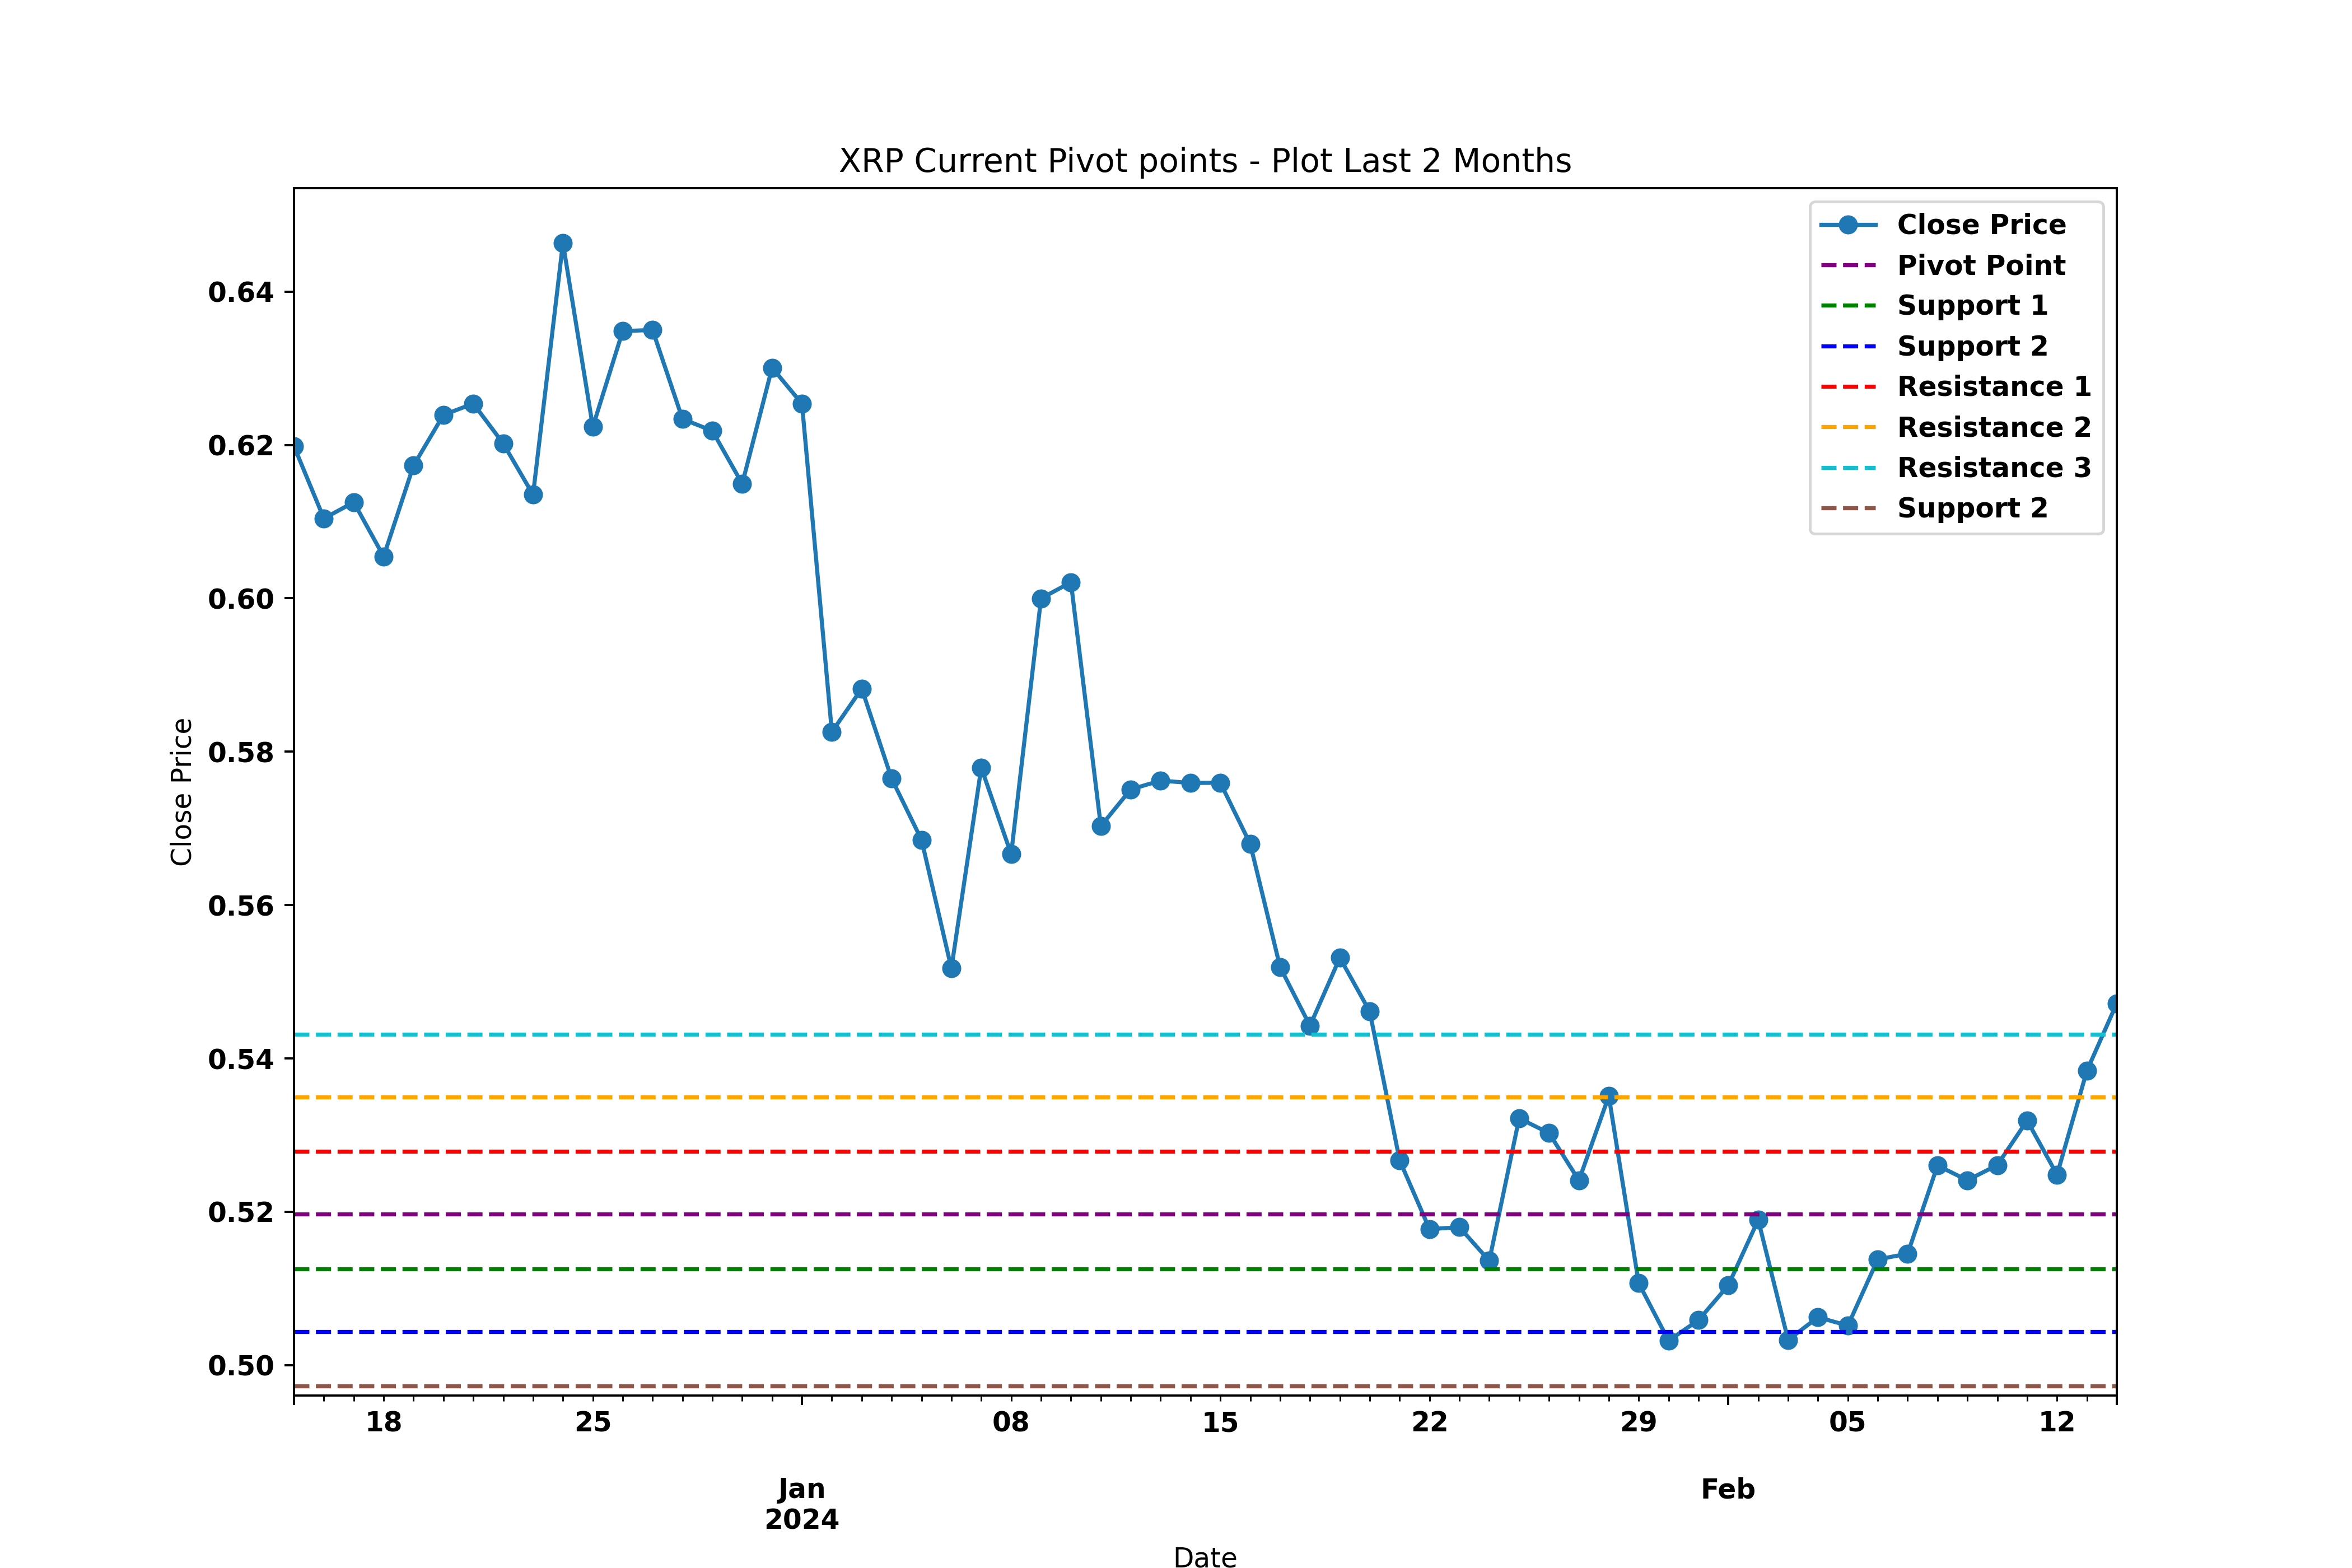 XRP Current Pivot points - Plot Last 2 Months
Close Price
Pivot Point
Support 1
Support 2
Resistance 1
Resistance 2
Resistance 3
Support 2
Close Price
0.64
0.62
0.60
0.58
0.56
0.54
0.52
0.50
18 25 08 15 22 29 05 12
Jan Feb
2024
Date